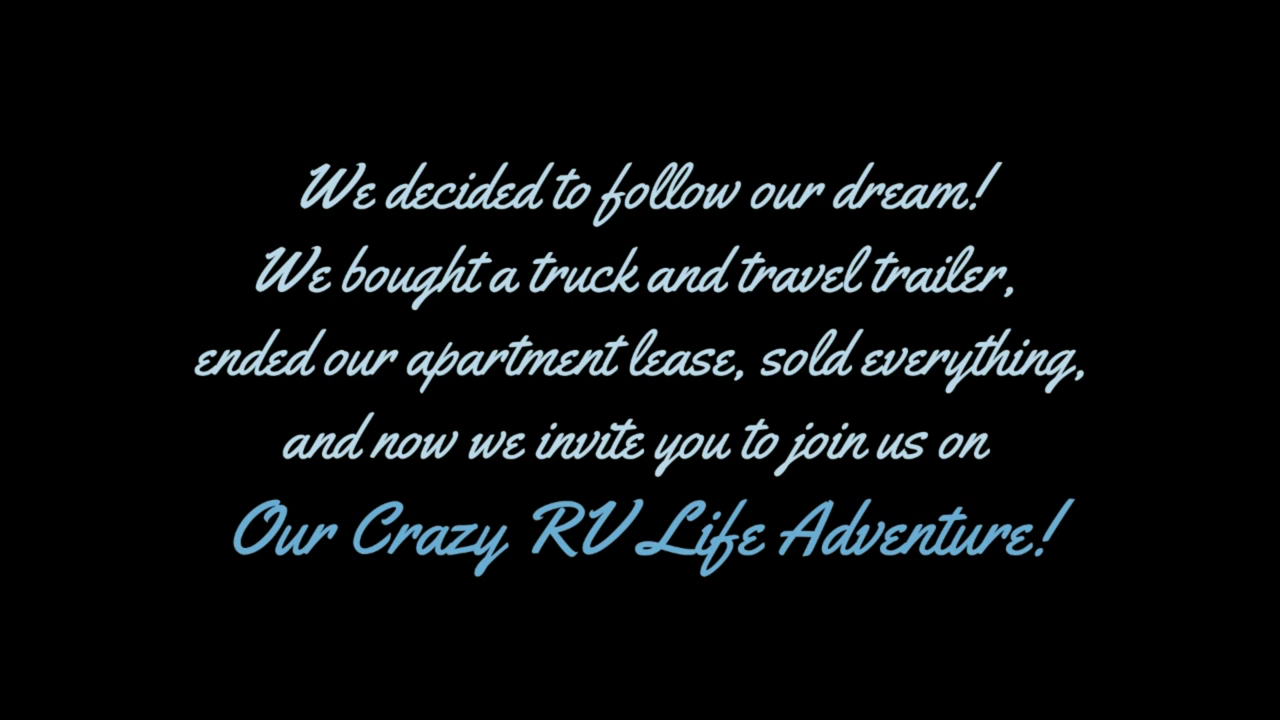 We decided to follow our dream!
We bought a truck and travel trailer,
ended our apartment lease, sold everything,
and now we invite you to join us on
Our Crazy RV Life Adventure!